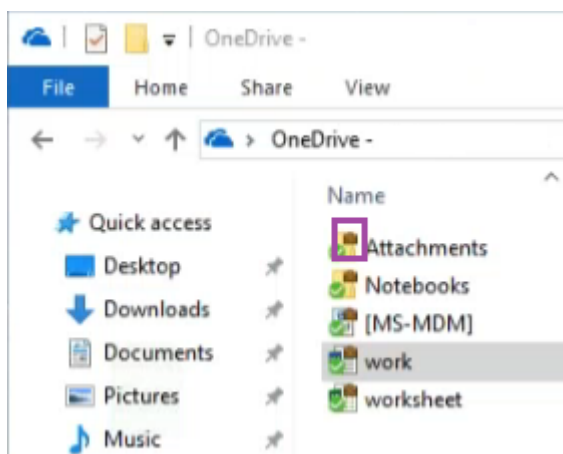 OneDrive -
File Home Share View
OneDrive -
Name
Quick access
Desktop
Downloads
Documents
Pictures
Music
Attachments
Notebooks
[MS-MDM]
work
worksheet